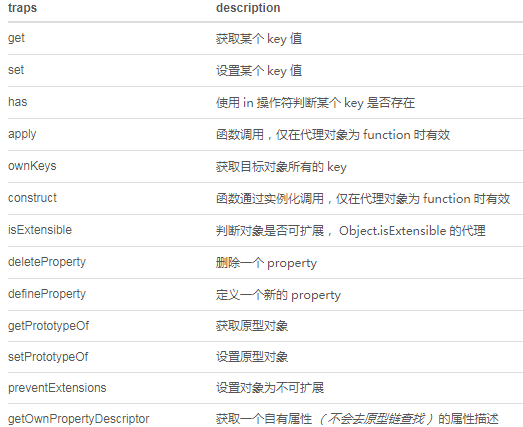 traps description
get 获取某个 key 值
set 设置某个 key 值
has 使用 in 操作符判断某个 key 是否存在
apply 函数调用，仅在代理对象为 function 时有效
ownKeys 获取目标对象所有的 key
construct 函数通过实例化调用，仅在代理对象为 function 时有效
isExtensible 判断对象是否可扩展， Object.isExtensible 的代理
deleteProperty 删除一个 property
defineProperty 定义一个新的 property
getPrototypeOf 获取原型对象
setPrototypeOf 设置原型对象
preventExtensions 设置对象为不可扩展
getOwnPropertyDescriptor 获取一个自有属性 （不会去原型链查找） 的属性描述